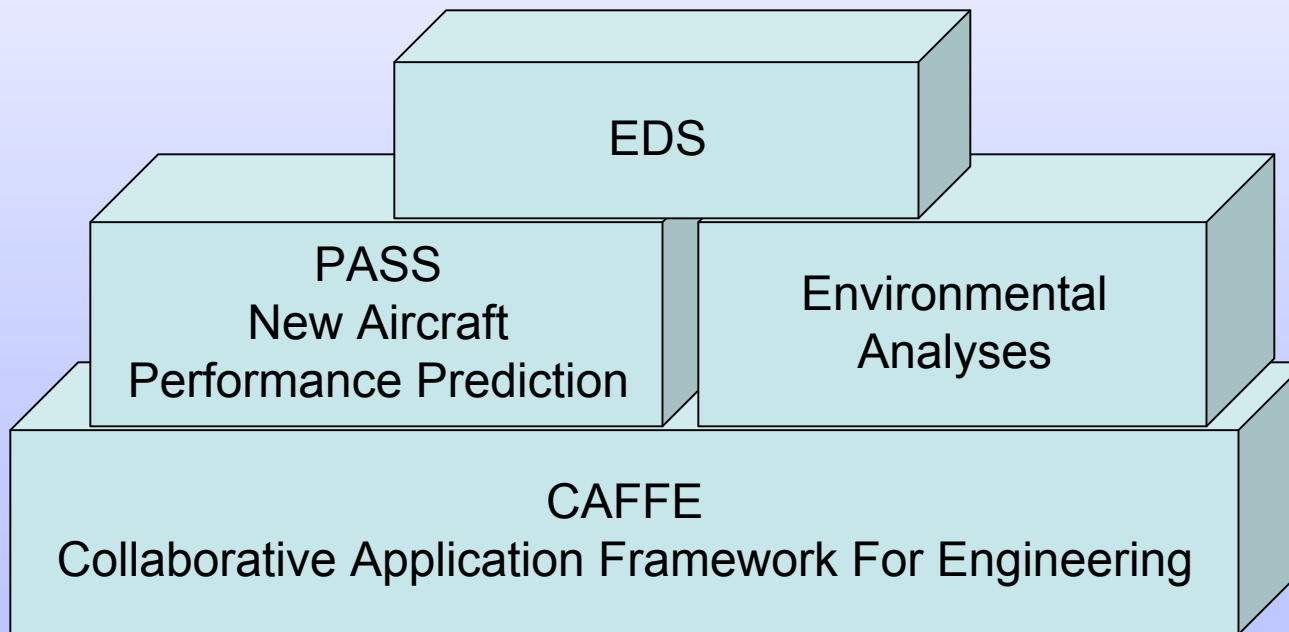 EDS
PASS
New Aircraft
Performance Prediction
Environmental
Analyses
CAFFE
Collaborative Application Framework For Engineering